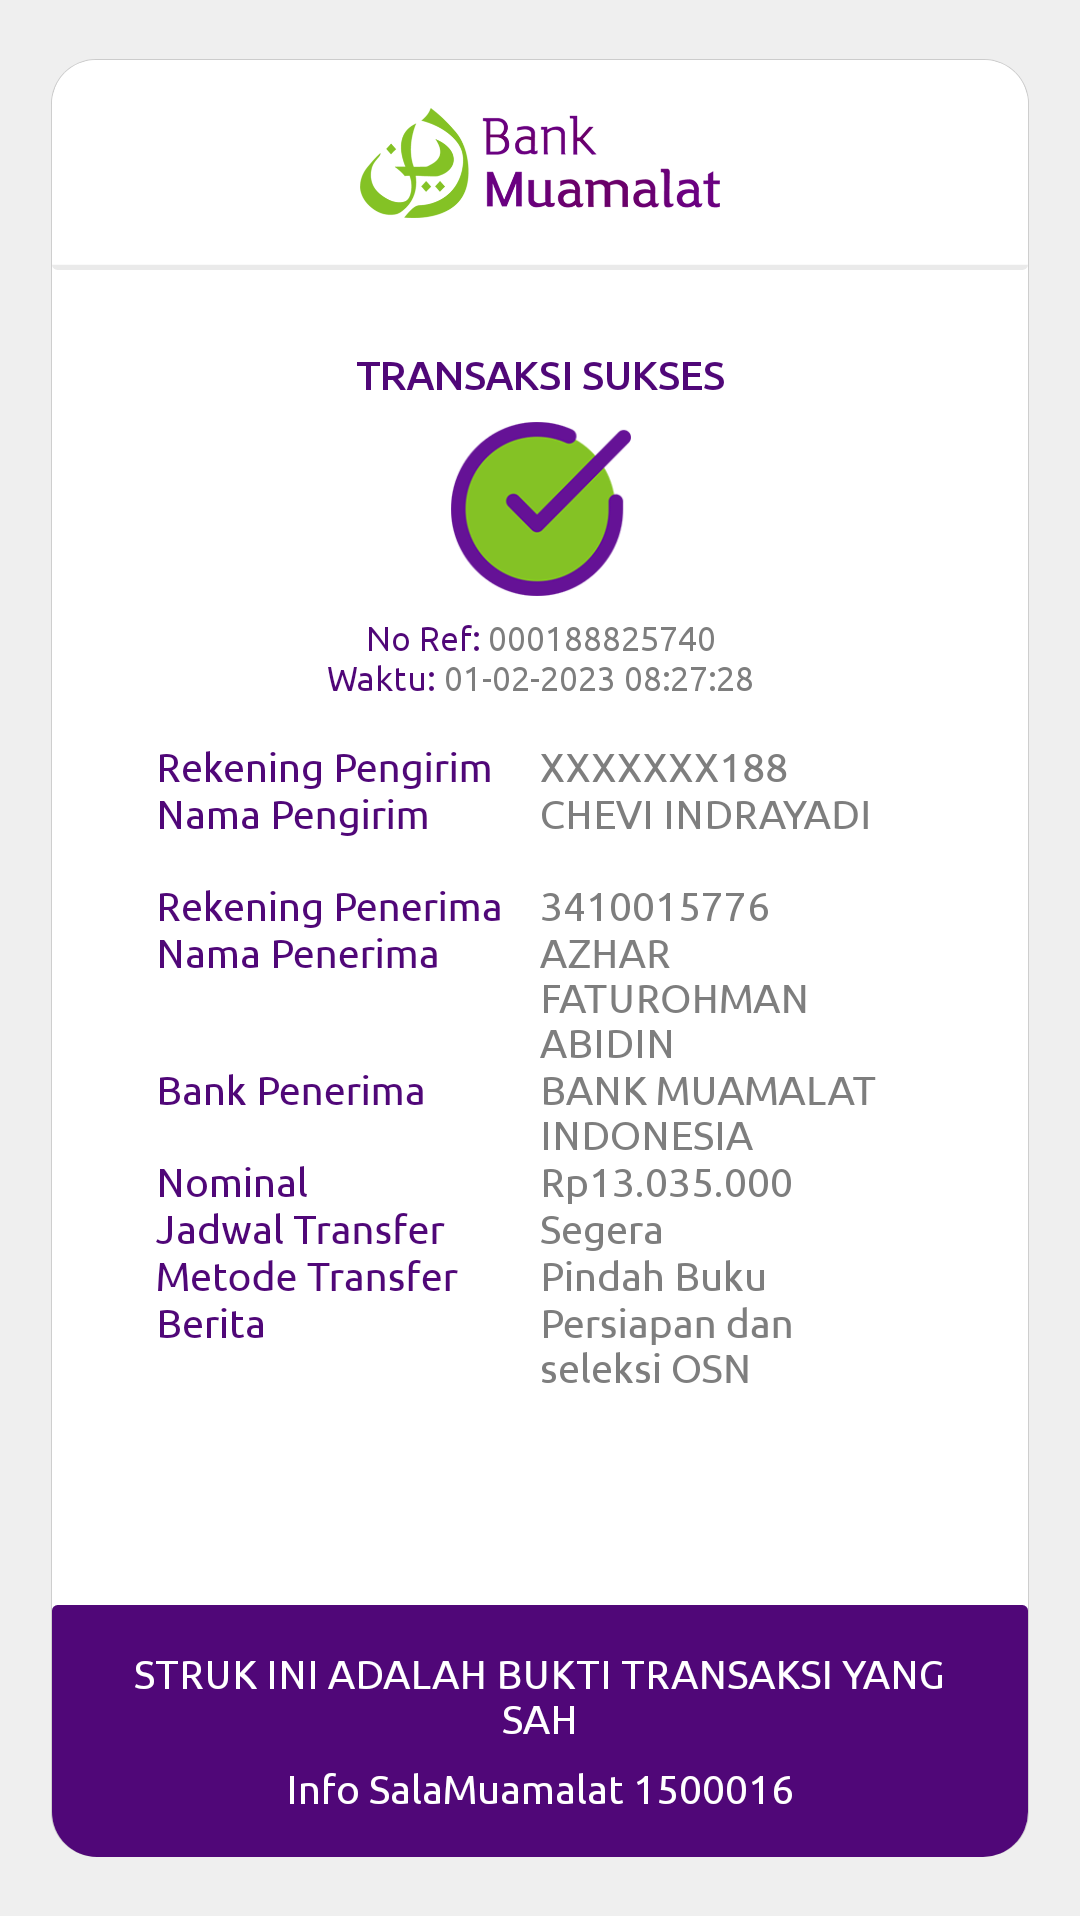 Bank
Muamalat
TRANSAKSI SUKSES
No Ref: 000188825740
Waktu: 01-02-2023 08:27:28
Rekening Pengirim XXXXXXX188
Nama Pengirim CHEVI INDRAYADI
Rekening Penerima 3410015776
Nama Penerima AZHAR
FATUROHMAN
ABIDIN
Bank Penerima BANK MUAMALAT
INDONESIA
Nominal Rp13.035.000
Jadwal Transfer Segera
Metode Transfer Pindah Buku
Berita Persiapan dan
seleksi OSN
STRUK INI ADALAH BUKTI TRANSAKSI YANG
SAH
Info SalaMuamalat 1500016